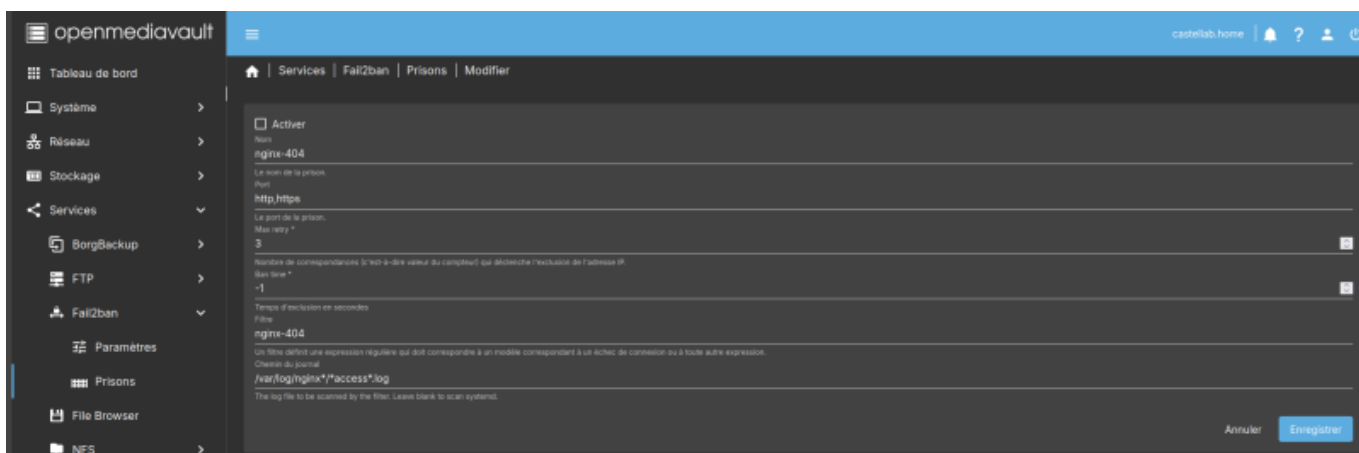 openmediavault
castellab.home
Tableau de bord
Système
Réseau
Stockage
Services
BorgBackup
FTP
Fail2ban
Paramètres
Prisons
File Browser
NFS
| Services | Fail2ban | Prisons | Modifier
Activer
Nom
nginx-404
Le nom de la prison.
Port
http,https
Le port de la prison.
Max retry *
3
Nombre de correspondances (c'est-à-dire valeur du compteur) qui déclenche l'exclusion de l'adresse IP.
Ban time *
-1
Temps d'exclusion en secondes
Filtre
nginx-404
Un filtre définit une expression régulière qui doit correspondre à un modèle correspondant à un échec de connexion ou à toute autre expression.
Chemin du journal
/var/log/nginx*/*access*.log
The log file to be scanned by the filter. Leave blank to scan systemd.
Annuler
Enregistrer